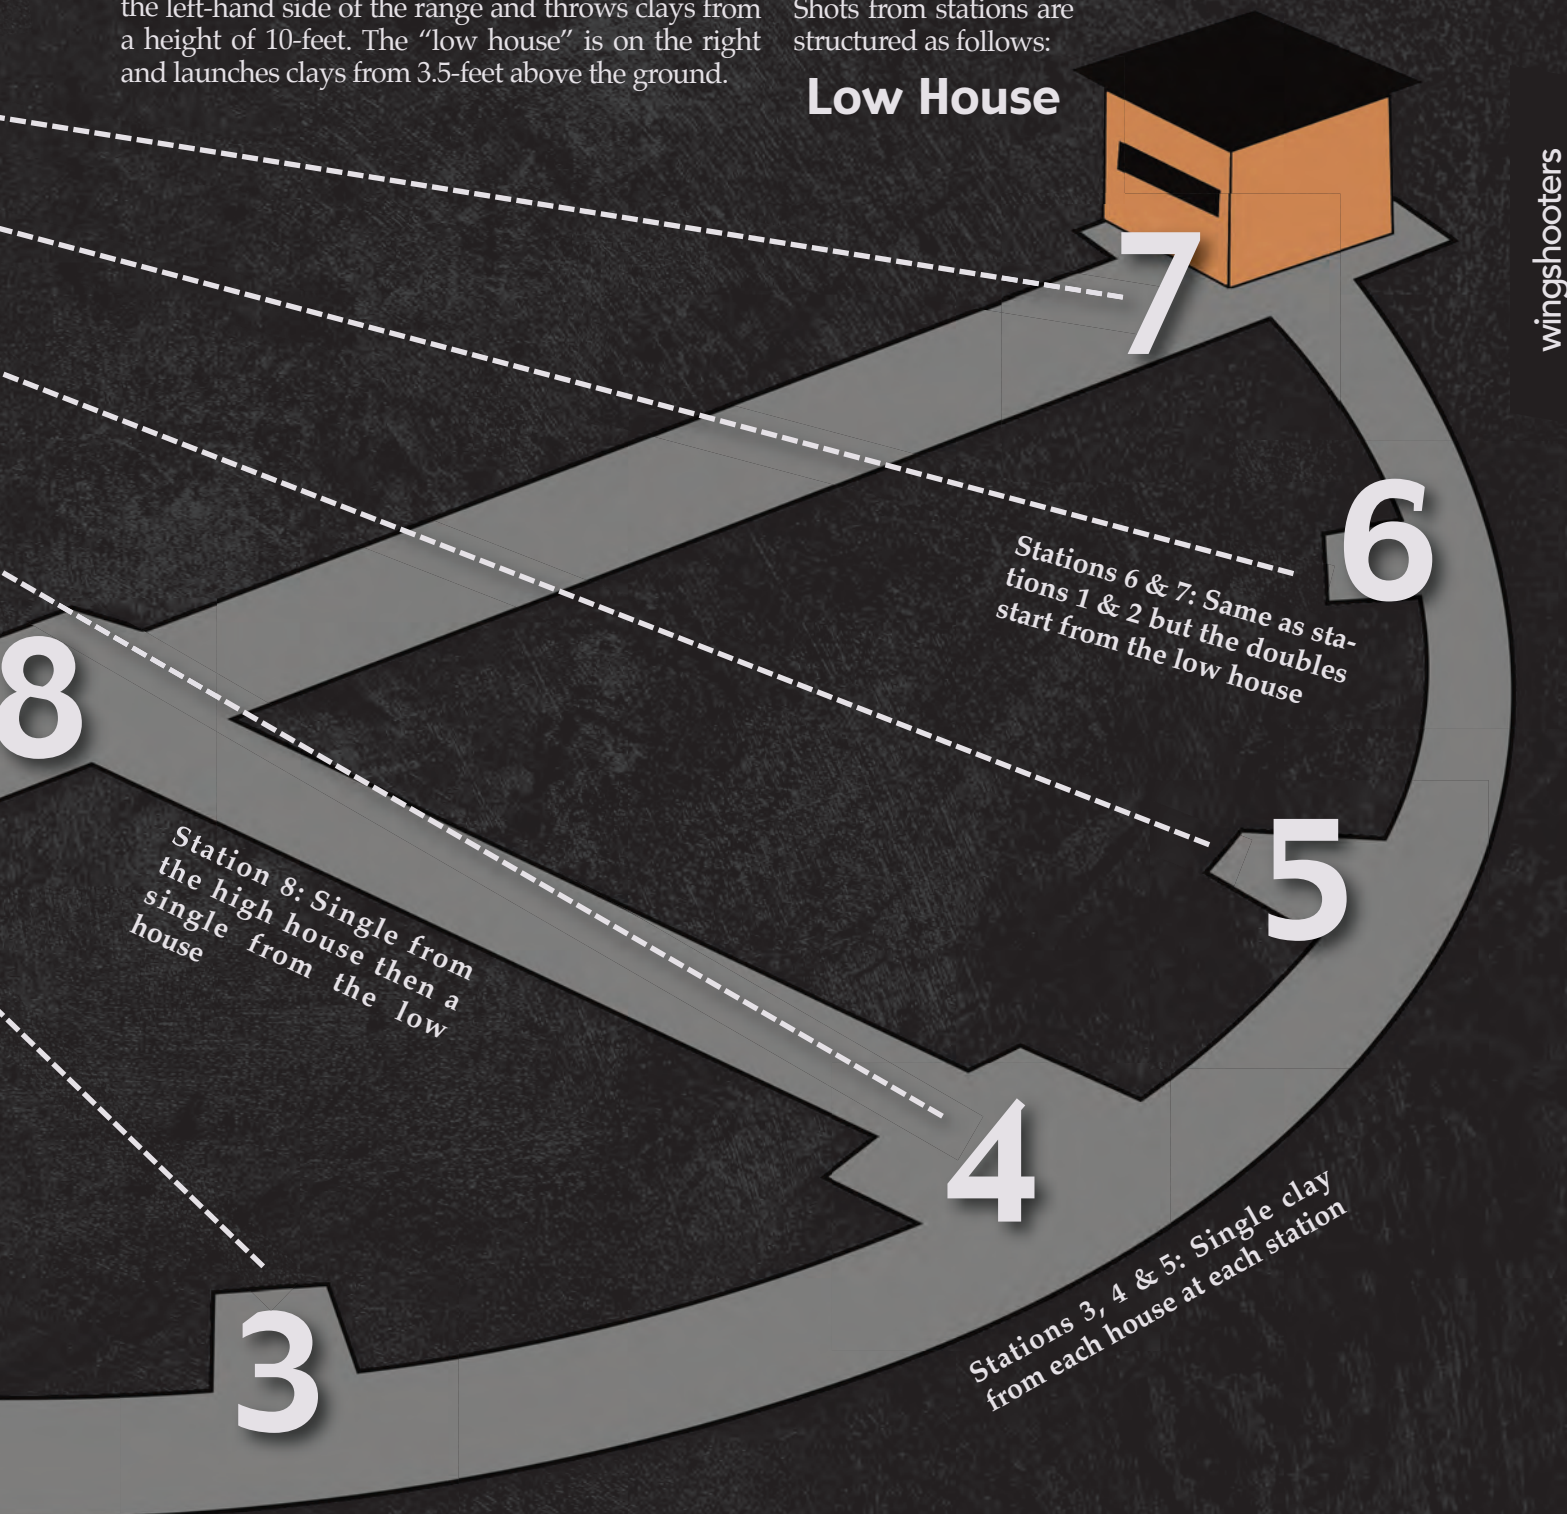 the left-hand side of the range and throws clays from
a height of 10-feet. The “low house” is on the right
and launches clays from 3.5-feet above the ground.
Shots from stations are
structured as follows:
Low House
wingshooters
7
6
Stations 6 & 7: Same as sta-
tions 1 & 2 but the doubles
start from the low house
8
5
Station 8: Single from
the high house then a
single from the low
house
4
Stations 3, 4 & 5: Single clay
from each house at each station
3